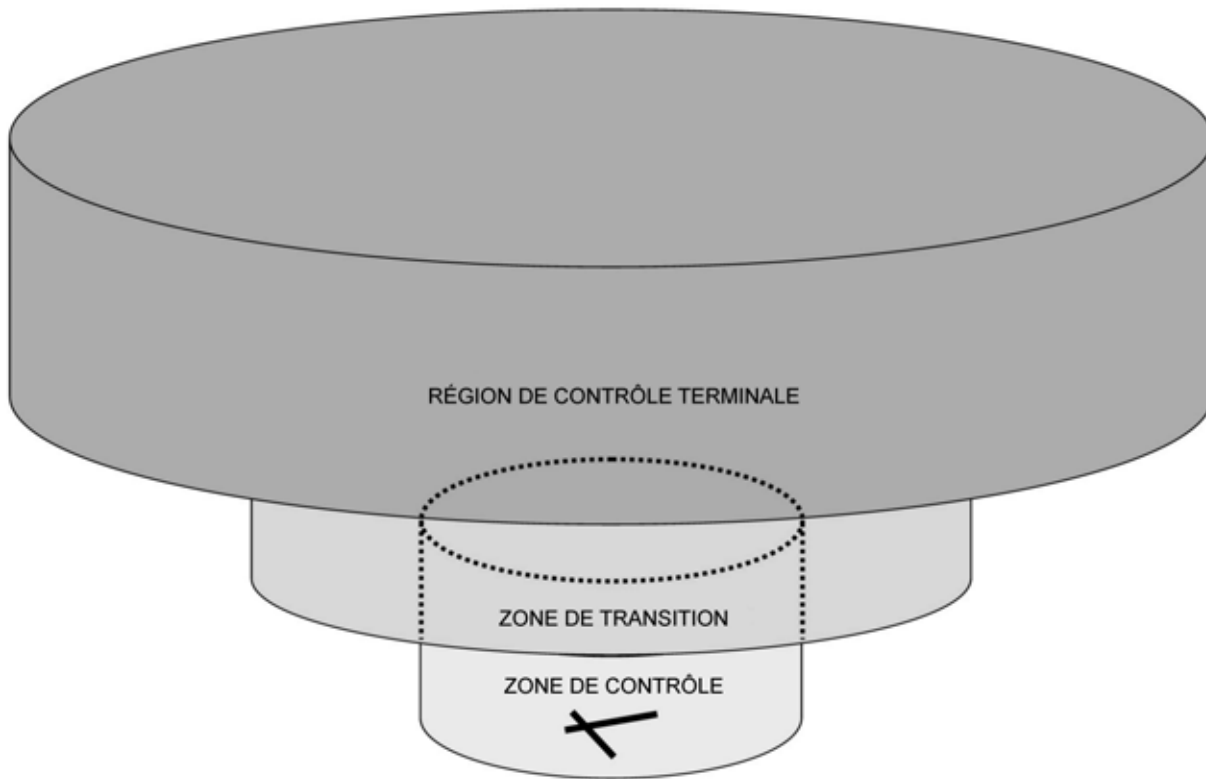 RÉGION DE CONTRÔLE TERMINALE
ZONE DE TRANSITION
ZONE DE CONTRÔLE